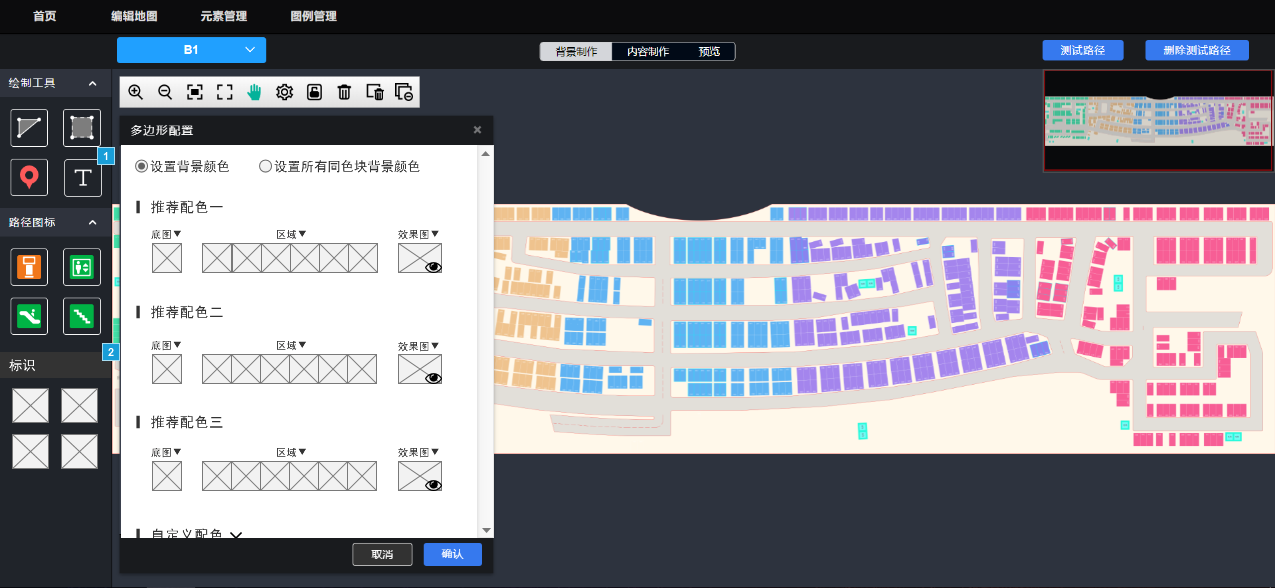 首页 编辑地图 元素管理 图例管理
B1 背景制作 内容制作 预览 测试路径 删除测试路径
绘制工具
多边形配置
1
T
设置背景颜色 设置所有同色块背景颜色
推荐配色一
路径图标
底图▼ 区域▼ 效果图▼
推荐配色二
底图▼ 区域▼ 效果图▼
2
标识
推荐配色三
底图▼ 区域▼ 效果图▼
自定义配色
取消 确认